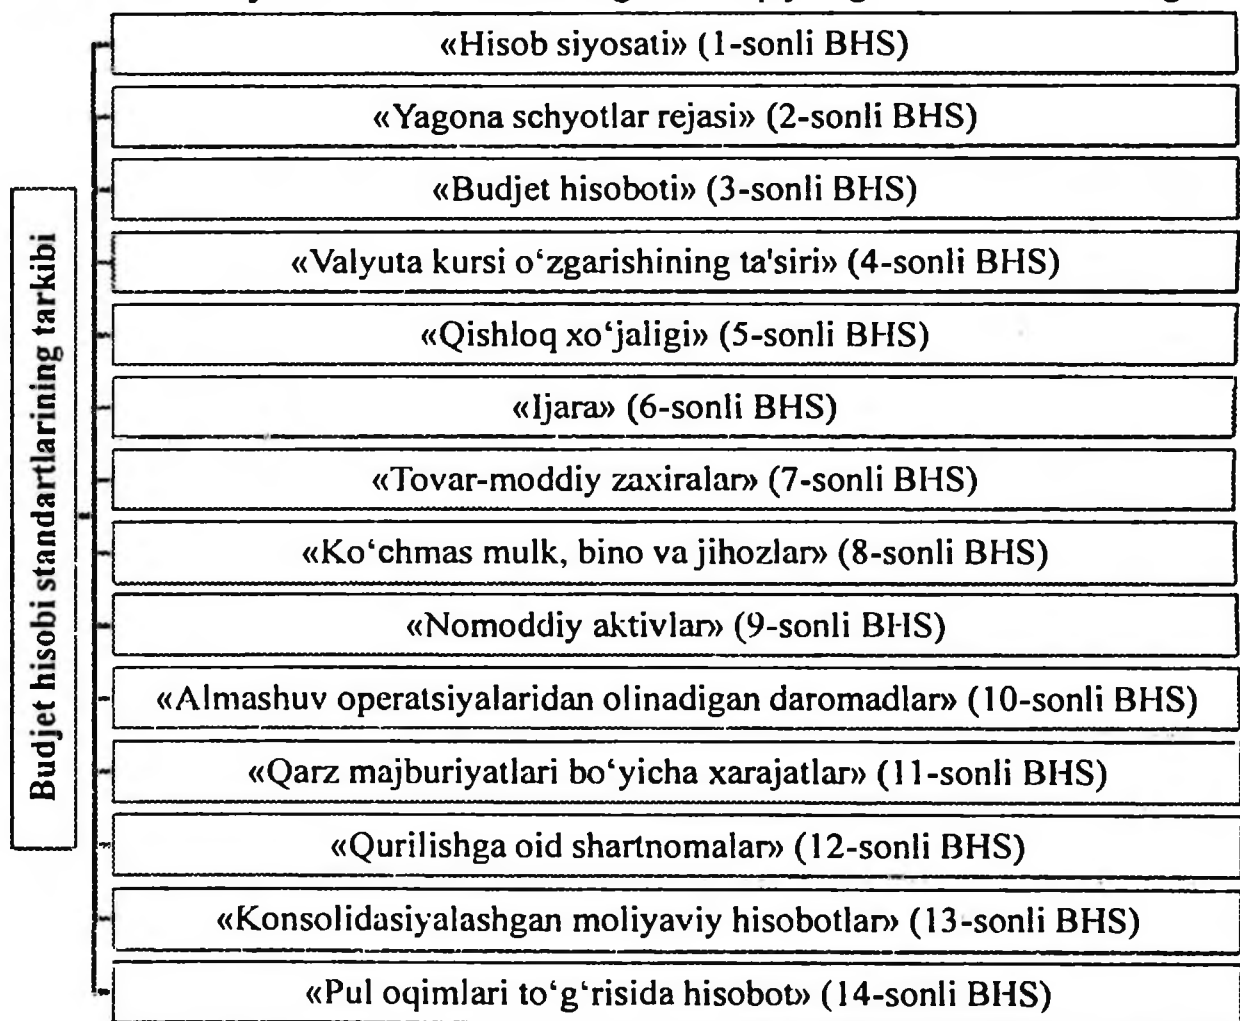 Budjet hisobi standartlarining tarkibi
«Hisob siyosati» (1-sonli BHS)
«Yagona schyotlar rejasi» (2-sonli BHS)
«Budjet hisoboti» (3-sonli BHS)
«Valyuta kursi o‘zgarishining ta'siri» (4-sonli BHS)
«Qishloq xo‘jaligi» (5-sonli BHS)
«Ijara» (6-sonli BHS)
«Tovar-moddiy zaxiralar» (7-sonli BHS)
«Ko‘chmas mulk, bino va jihozlar» (8-sonli BHS)
«Nomoddiy aktivlar» (9-sonli BHS)
«Almashuv operatsiyalaridan olinadigan daromadlar» (10-sonli BHS)
«Qarz majburiyatlari bo‘yicha xarajatlar» (11-sonli BHS)
«Qurilishga oid shartnomalar» (12-sonli BHS)
«Konsolidasiyalashgan moliyaviy hisobotlar» (13-sonli BHS)
«Pul oqimlari to‘g‘risida hisobot» (14-sonli BHS)